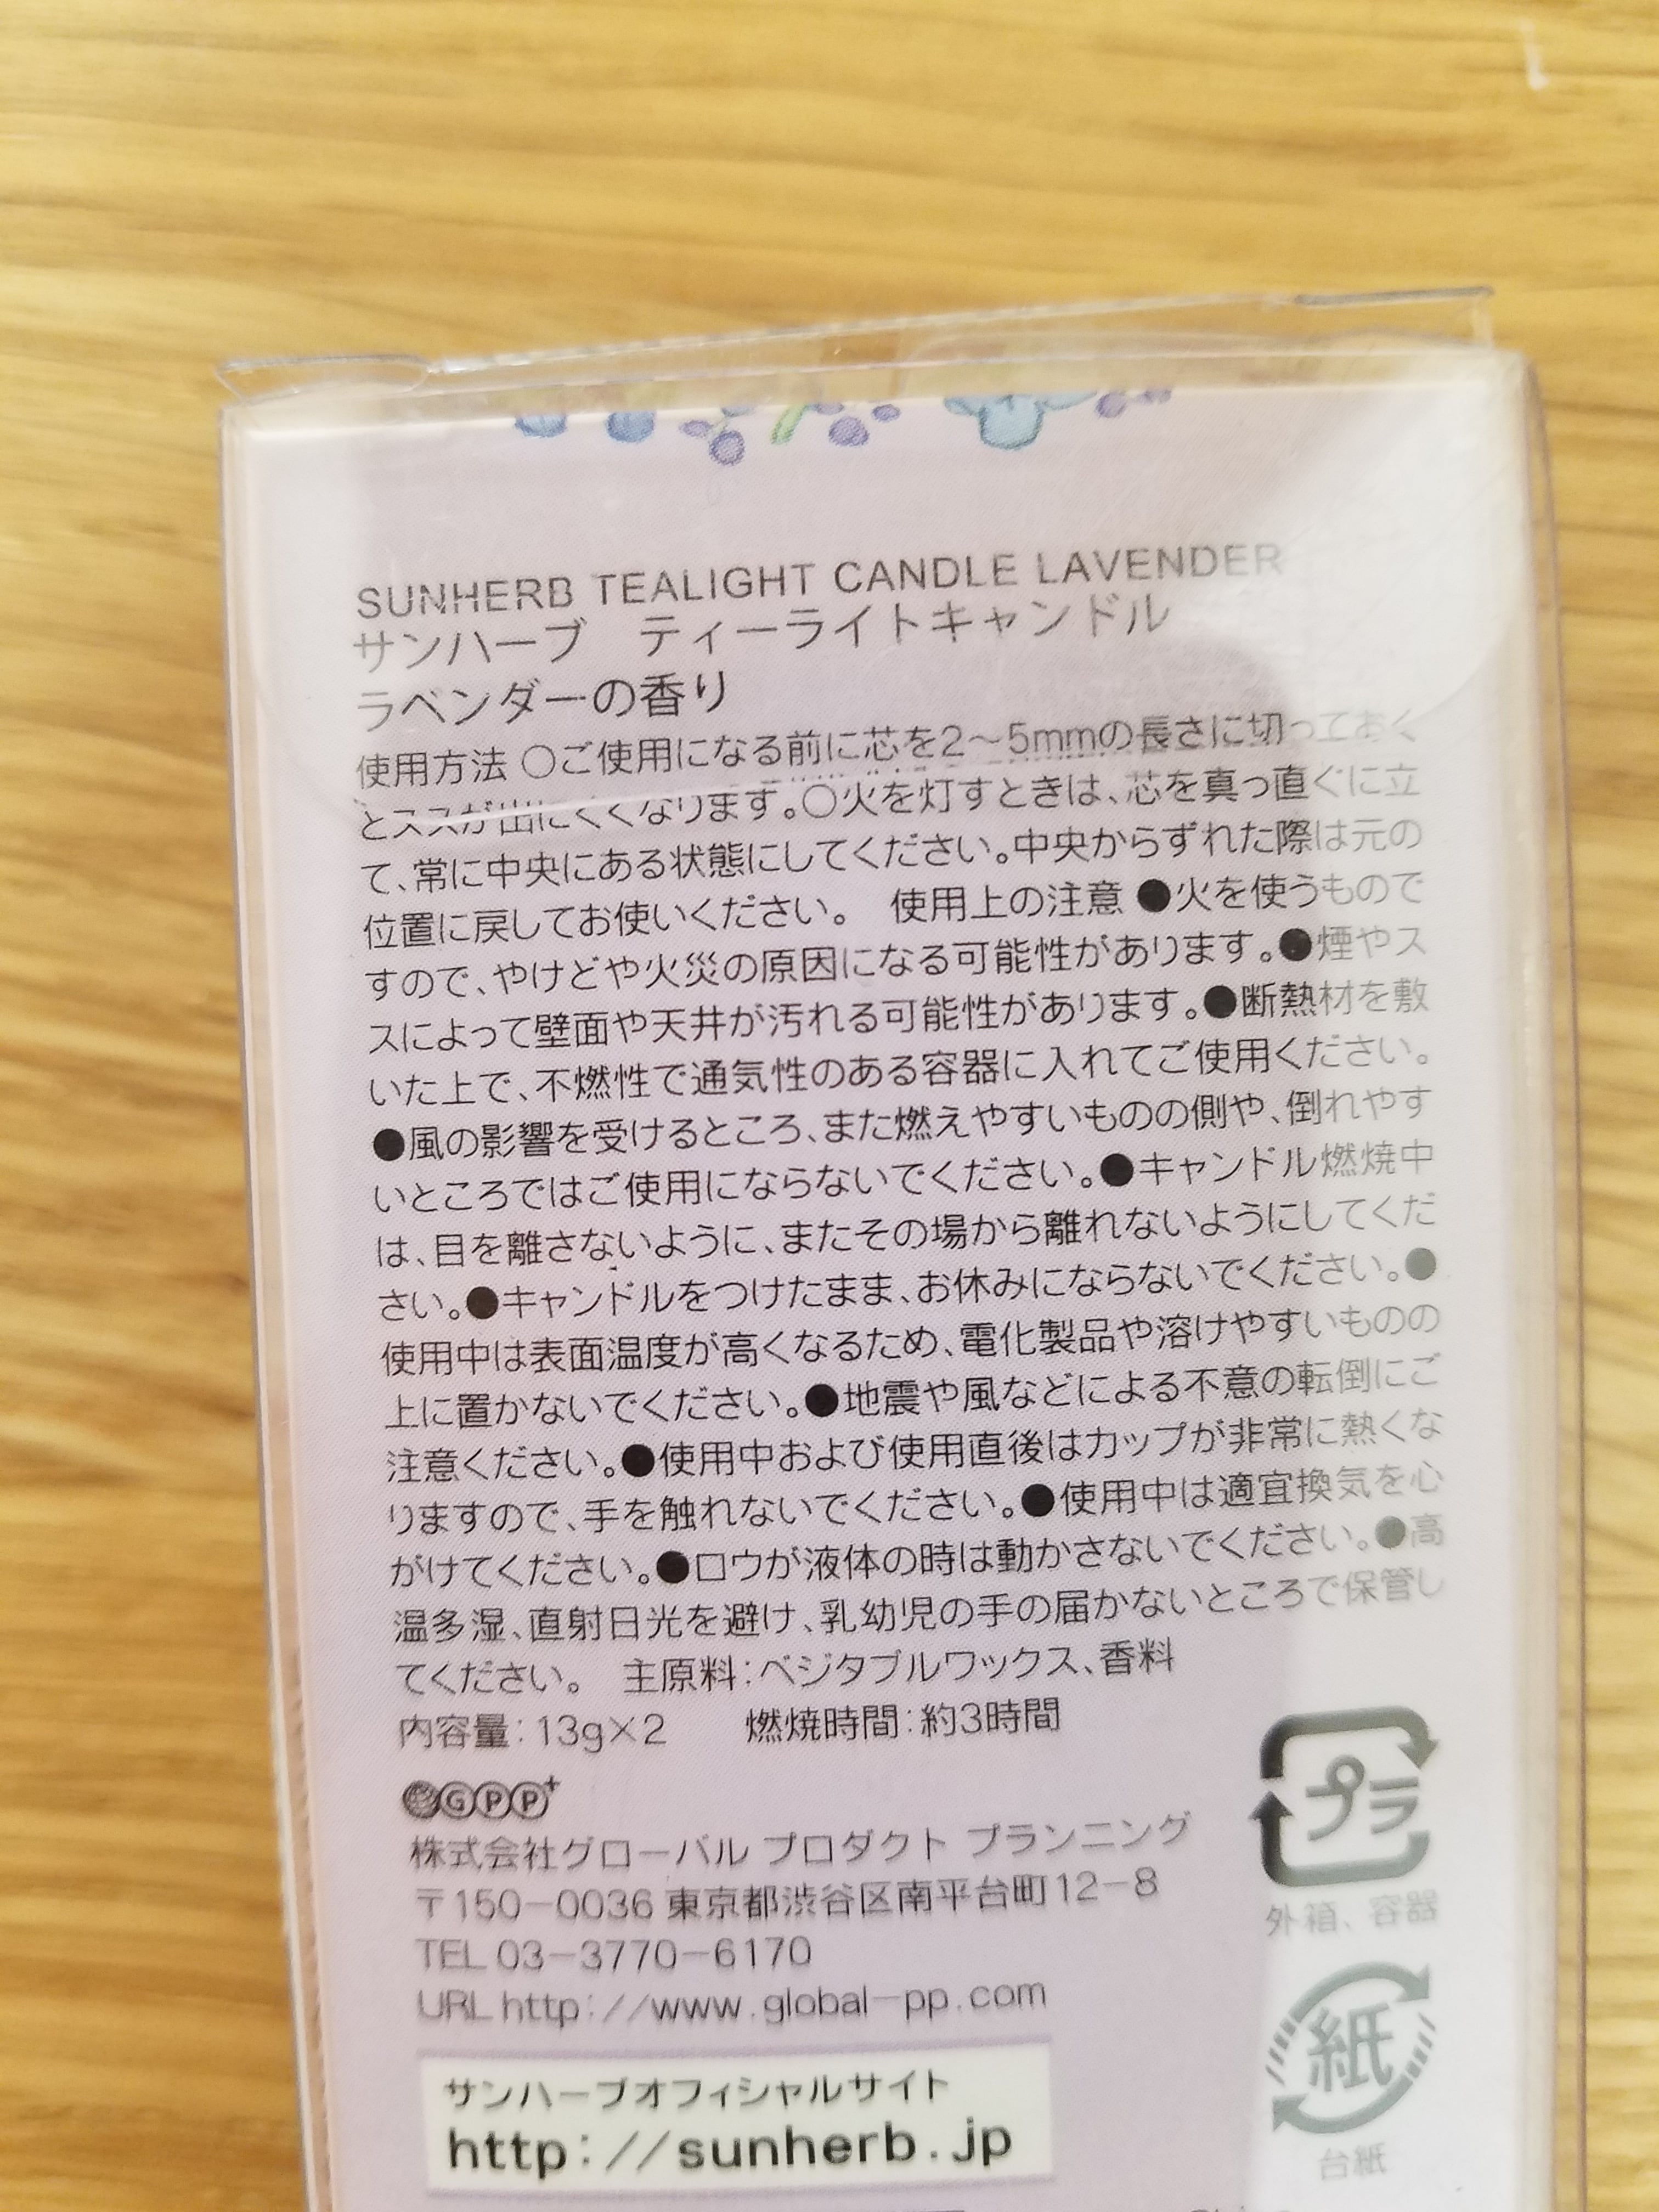 SUNHERB TEALIGHT CANDLE LAVENDER
サンハーブ　ティーライトキャンドル
ラベンダーの香り
使用方法 ○ご使用になる前に芯を2～5mmの長さに切っておく
とススが出にくくなります。○火を灯すときは、芯を真っ直ぐに立
て、常に中央にある状態にしてください。中央からずれた際は元の
位置に戻してお使いください。　使用上の注意 ●火を使うもので
すので、やけどや火災の原因になる可能性があります。●煙やス
スによって壁面や天井が汚れる可能性があります。●断熱材を敷
いた上で、不燃性で通気性のある容器に入れてご使用ください。
●風の影響を受けるところ、また燃えやすいものの側や、倒れやす
いところではご使用にならないでください。●キャンドル燃焼中
は、目を離さないように、またその場から離れないようにしてくだ
さい。●キャンドルをつけたまま、お休みにならないでください。●
使用中は表面温度が高くなるため、電化製品や溶けやすいものの
上に置かないでください。●地震や風などによる不意の転倒にご
注意ください。●使用中および使用直後はカップが非常に熱くな
りますので、手を触れないでください。●使用中は適宜換気を心
がけてください。●ロウが液体の時は動かさないでください。●高
温多湿、直射日光を避け、乳幼児の手の届かないところで保管し
てください。　主原料：ベジタブルワックス、香料
内容量：13g×2　　燃焼時間：約3時間
GPP+
株式会社グローバル プロダクト プランニング
〒150-0036 東京都渋谷区南平台町12-8
TEL 03-3770-6170
URL http://www.global-pp.com
サンハーブオフィシャルサイト
http://sunherb.jp
プラ
外箱、容器
紙
台紙